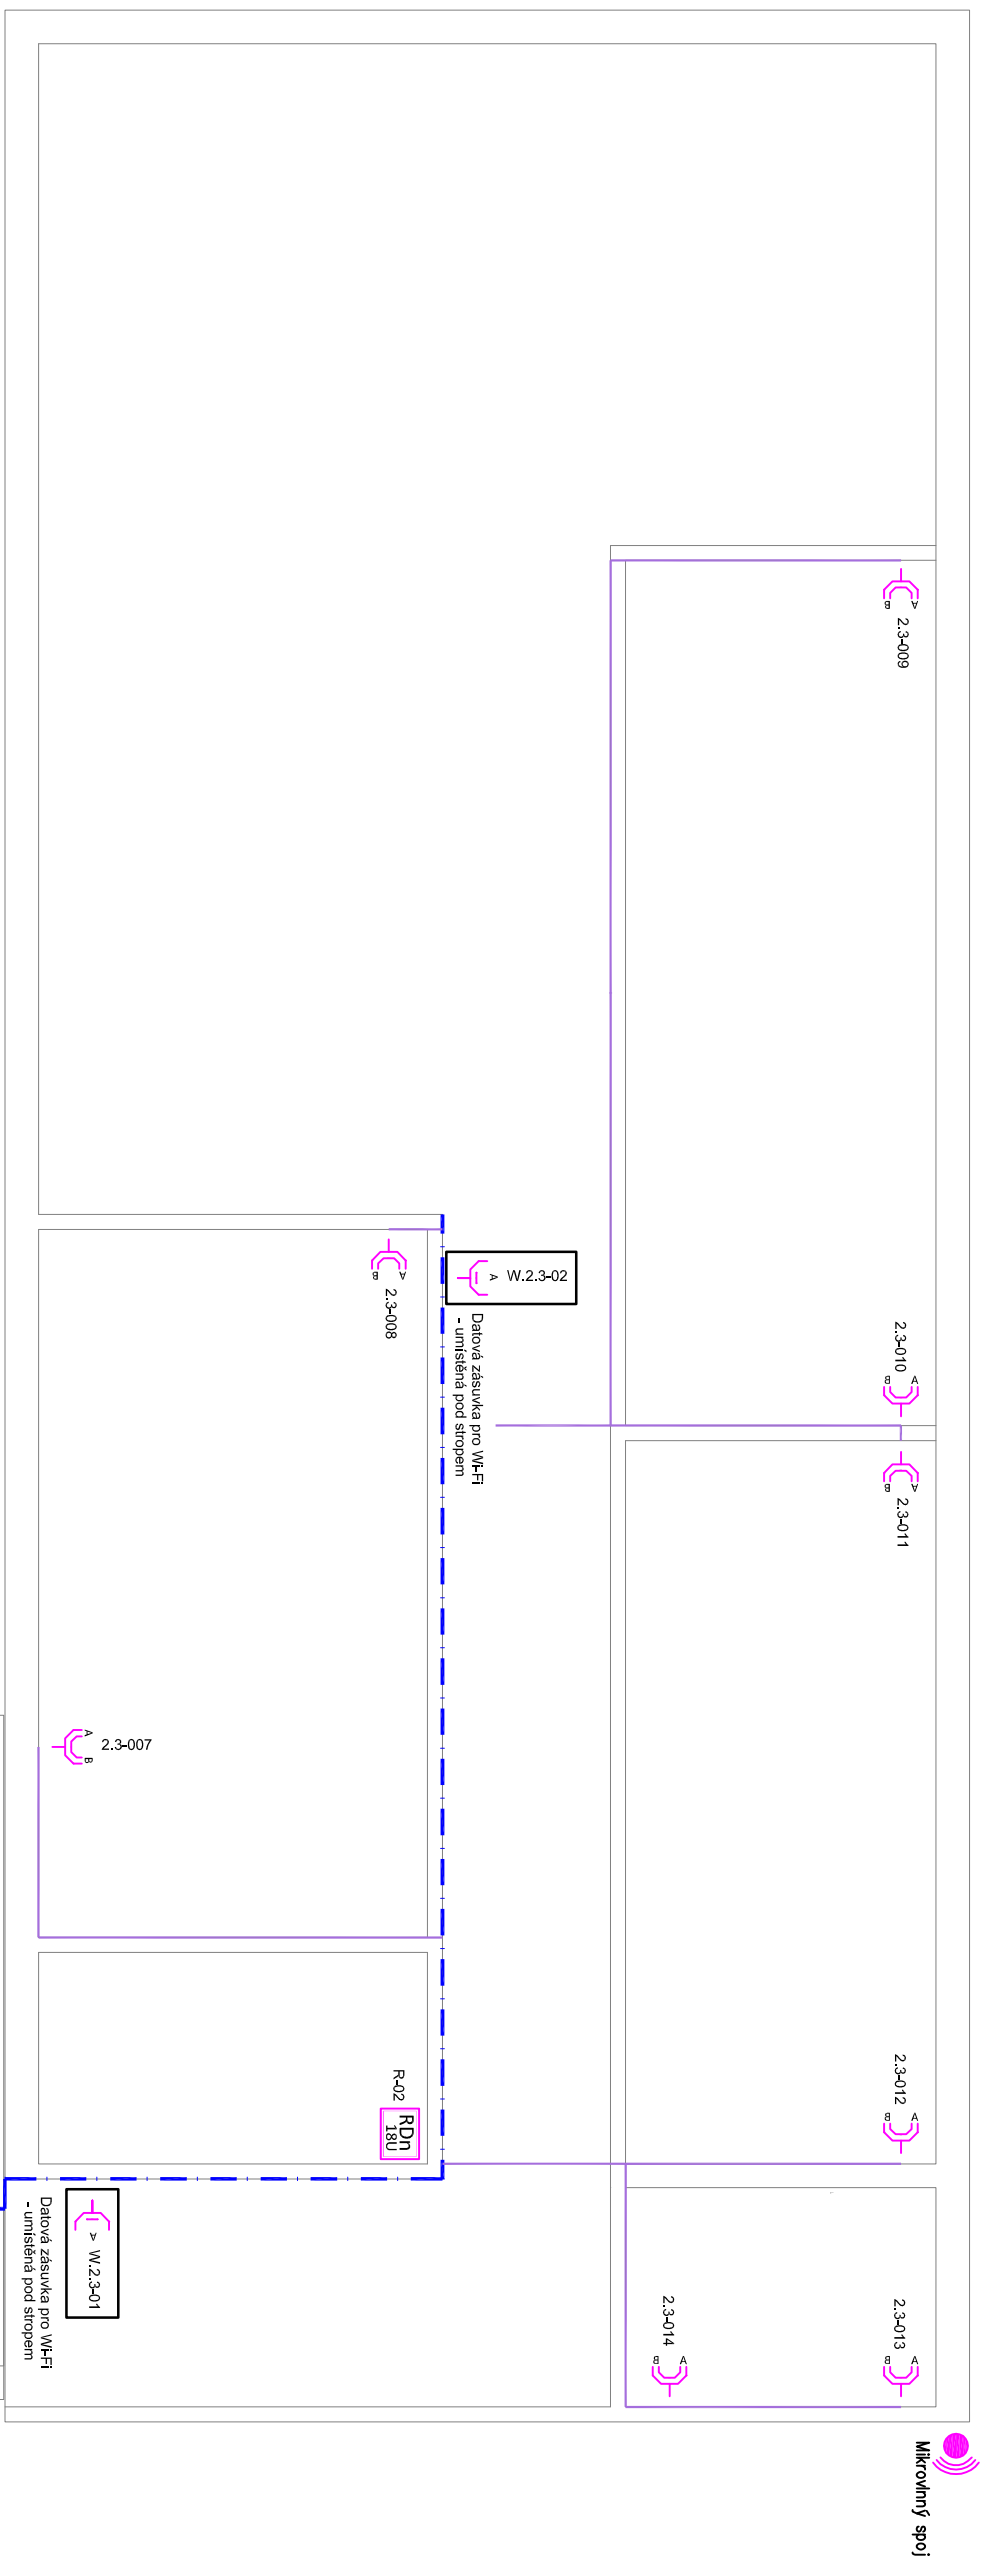 A
B
2.3-009
2.3-010
A
B
A
B
2.3-011
2.3-012
A
B
2.3-013
A
B
2.3-014
A
B
A
B
2.3-008
A
W.2.3-02
Datová zásuvka pro Wi-Fi
- umístěná pod stropem
A
B
2.3-007
R-02
RDn
18U
A
W.2.3-01
Datová zásuvka pro Wi-Fi
- umístěná pod stropem
Mikrovlnný spoj